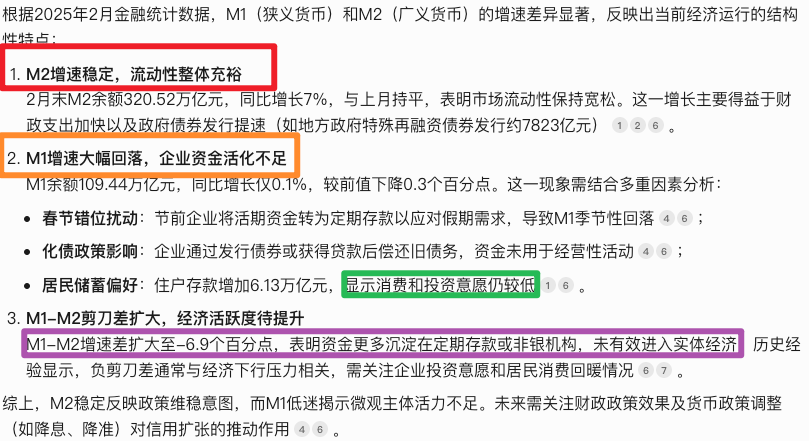 根据2025年2月金融统计数据，M1（狭义货币）和M2（广义货币）的增速差异显著，反映出当前经济运行的结构
性特点：
1. M2增速稳定，流动性整体充裕
2月末M2余额320.52万亿元，同比增长7%，与上月持平，表明市场流动性保持宽松。这一增长主要得益于财
政支出加快以及政府债券发行提速（如地方政府特殊再融资债券发行约7823亿元） 1 2 6 。
2. M1增速大幅回落，企业资金活化不足
M1余额109.44万亿元，同比增长仅0.1%，较前值下降0.3个百分点。这一现象需结合多重因素分析：
• 春节错位扰动：节前企业将活期资金转为定期存款以应对假期需求，导致M1季节性回落 4 6 ；
• 化债政策影响：企业通过发行债券或获得贷款后偿还旧债务，资金未用于经营性活动 4 6 ；
• 居民储蓄偏好：住户存款增加6.13万亿元，显示消费和投资意愿仍较低 1 6 。
3. M1-M2剪刀差扩大，经济活跃度待提升
M1-M2增速差扩大至-6.9个百分点，表明资金更多沉淀在定期存款或非银机构，未有效进入实体经济 历史经
验显示，负剪刀差通常与经济下行压力相关，需关注企业投资意愿和居民消费回暖情况 6 7 。
综上，M2稳定反映政策维稳意图，而M1低迷揭示微观主体活力不足。未来需关注财政政策效果及货币政策调整
（如降息、降准）对信用扩张的推动作用 4 6 。